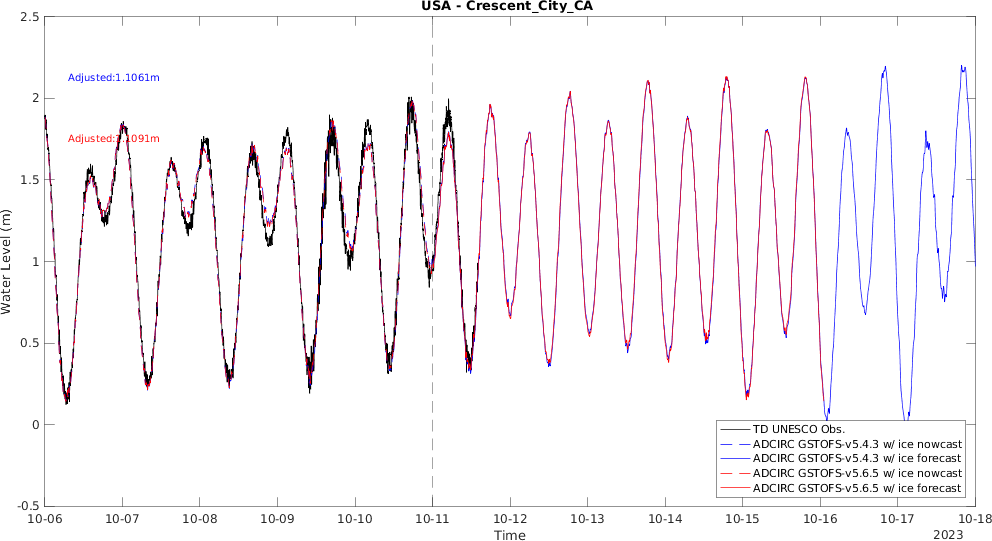 USA - Crescent_City_CA
2.5
2
1.5
1
0.5
0
-0.5
Water Level (m)
Adjusted:1.1061m
Adjusted:1.1091m
TD UNESCO Obs.
ADCIRC GSTOFS-v5.4.3 w/ ice nowcast
ADCIRC GSTOFS-v5.4.3 w/ ice forecast
ADCIRC GSTOFS-v5.6.5 w/ ice nowcast
ADCIRC GSTOFS-v5.6.5 w/ ice forecast
10-06 10-07 10-08 10-09 10-10 10-11 10-12 10-13 10-14 10-15 10-16 10-17 10-18
Time
2023